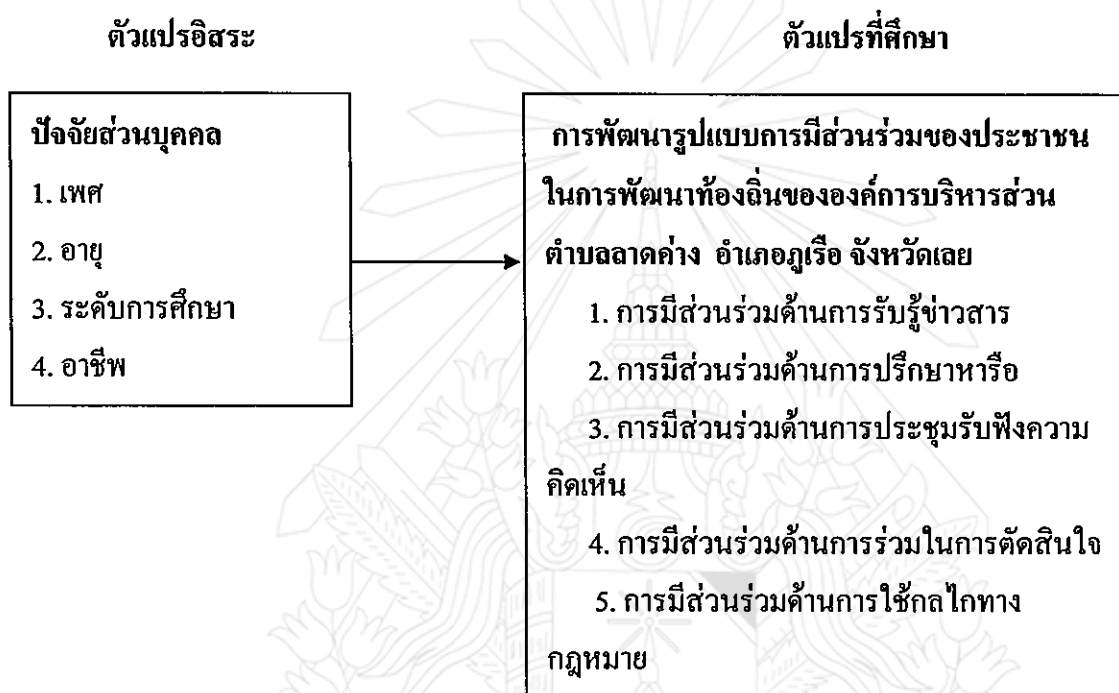 ตัวแปรอิสระ
ตัวแปรที่ศึกษา
ปัจจัยส่วนบุคคล
1. เพศ
2. อายุ
3. ระดับการศึกษา
4. อาชีพ
การพัฒนารูปแบบการมีส่วนร่วมของประชาชน
ในการพัฒนาท้องถิ่นขององค์การบริหารส่วน
ตำบลลาดค่าง อำเภอภูเรือ จังหวัดเลย
1. การมีส่วนร่วมด้านการรับรู้ข่าวสาร
2. การมีส่วนร่วมด้านการปรึกษาหารือ
3. การมีส่วนร่วมด้านการประชุมรับฟังความ
คิดเห็น
4. การมีส่วนร่วมด้านการร่วมในการตัดสินใจ
5. การมีส่วนร่วมด้านการใช้กลไกทาง
กฎหมาย